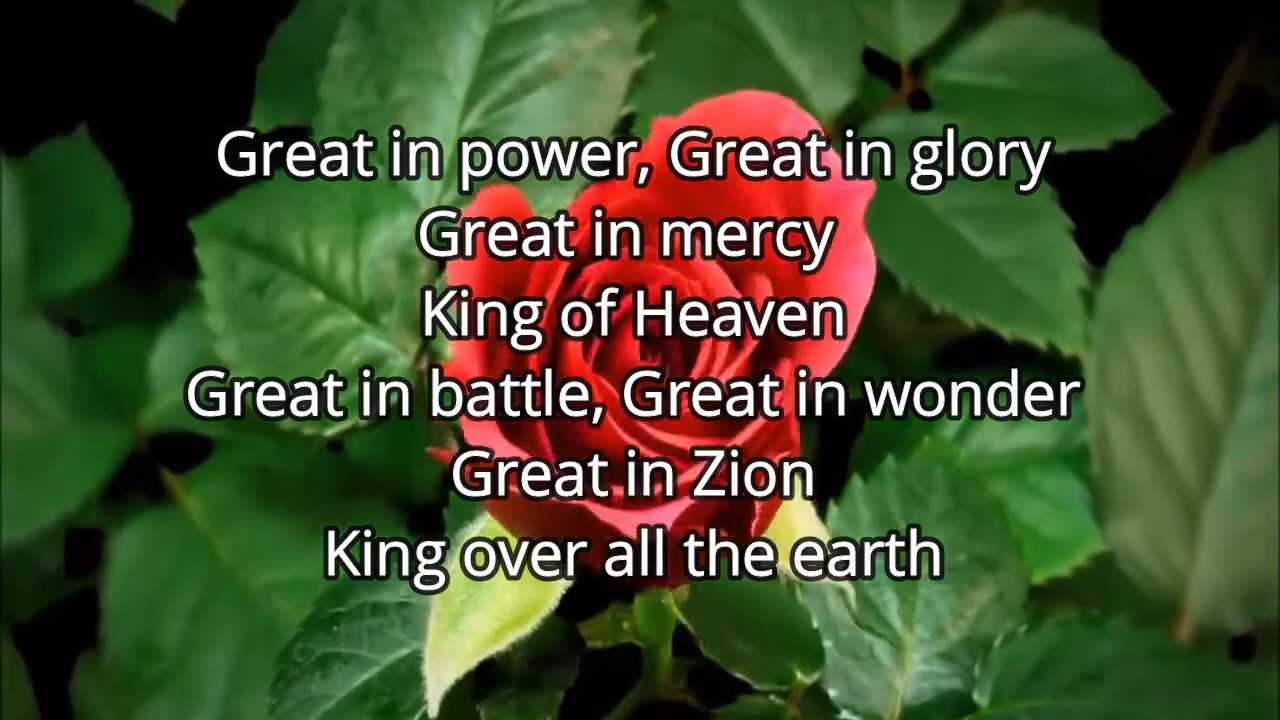 Great in power, Great in glory
Great in mercy
King of Heaven
Great in battle, Great in wonder
Great in Zion
King over all the earth